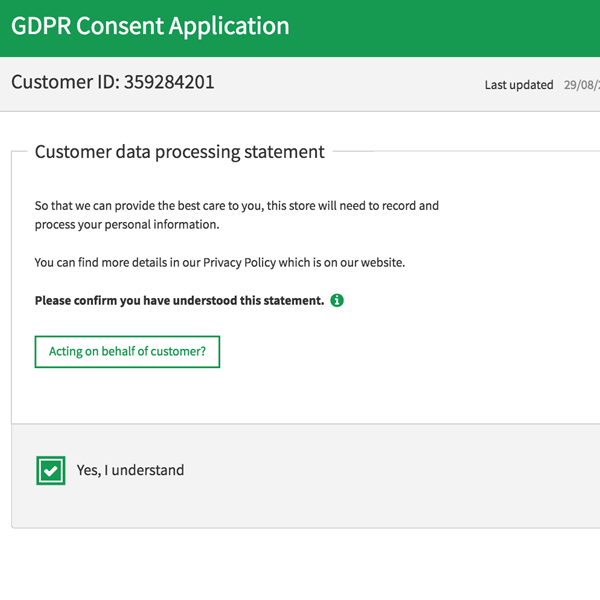 GDPR Consent Application
Customer ID: 359284201
Last updated 29/08/
Customer data processing statement
So that we can provide the best care to you, this store will need to record and
process your personal information.
You can find more details in our Privacy Policy which is on our website.
Please confirm you have understood this statement.
Acting on behalf of customer?
Yes, I understand